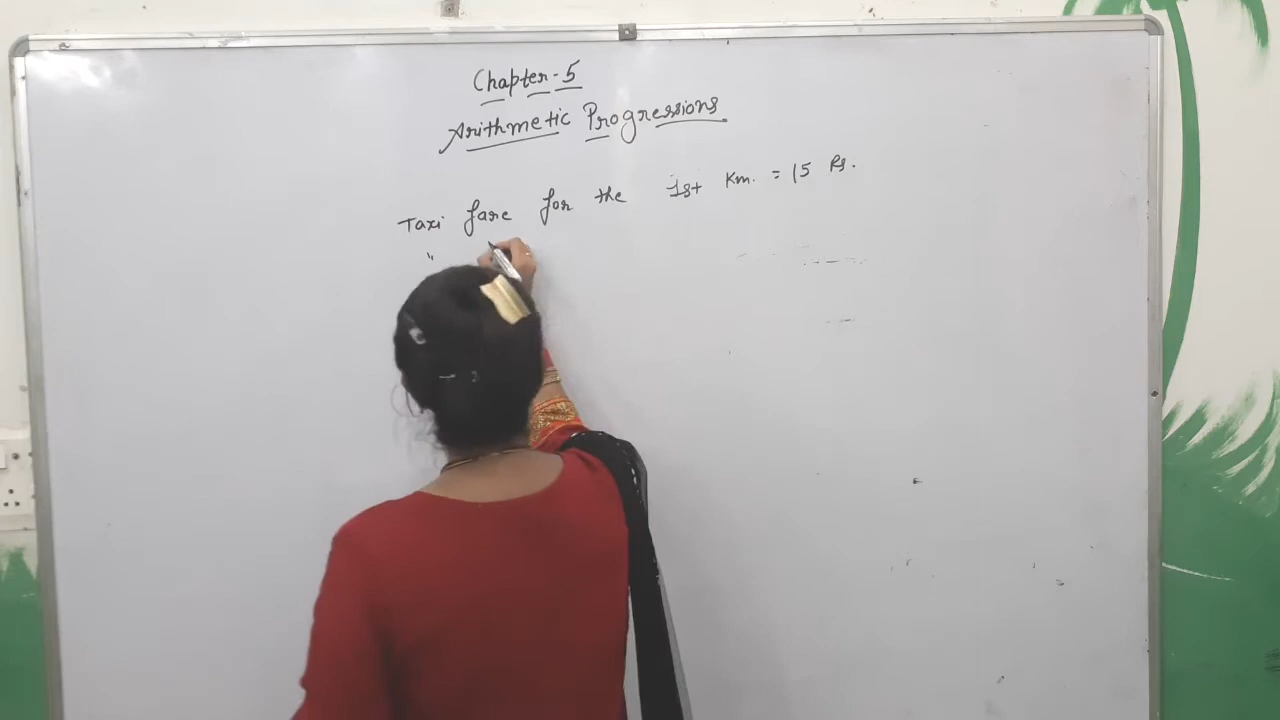 Chapter-5
Arithmetic Progressions
Taxi fare for the 1st Km. = 15 Rs.
"